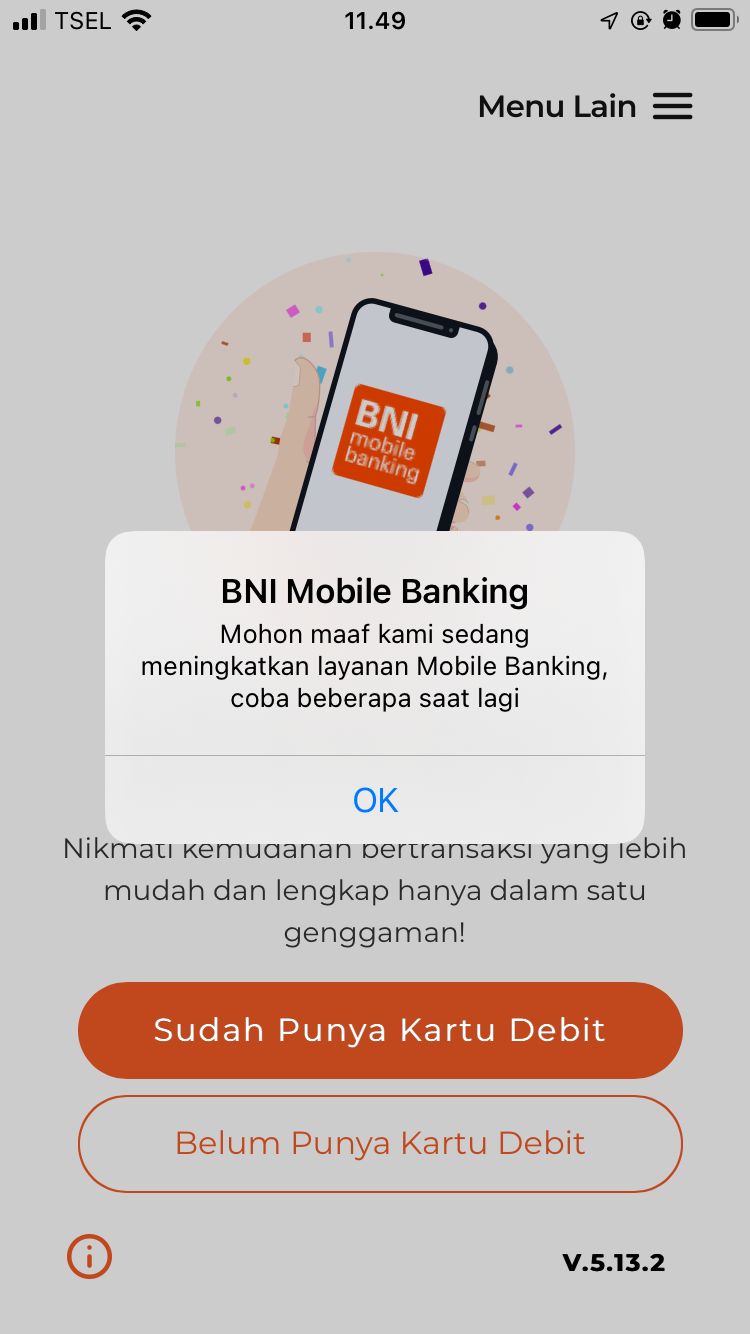 TSEL
11.49
Menu Lain
BNI
mobile
banking
BNI Mobile Banking
Mohon maaf kami sedang
meningkatkan layanan Mobile Banking,
coba beberapa saat lagi
OK
Nikmati kemudahan bertransaksi yang lebih
mudah dan lengkap hanya dalam satu
genggaman!
Sudah Punya Kartu Debit
Belum Punya Kartu Debit
V.5.13.2